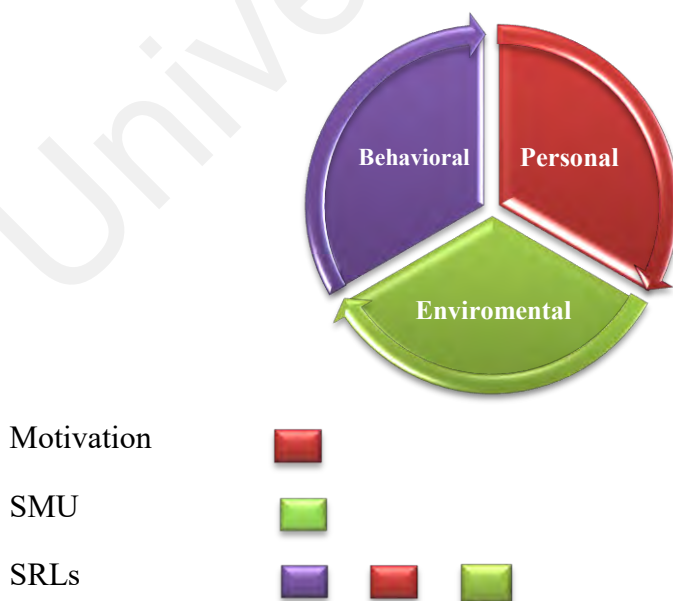 Behavioral
Personal
Enviromental
Motivation
SMU
SRLs